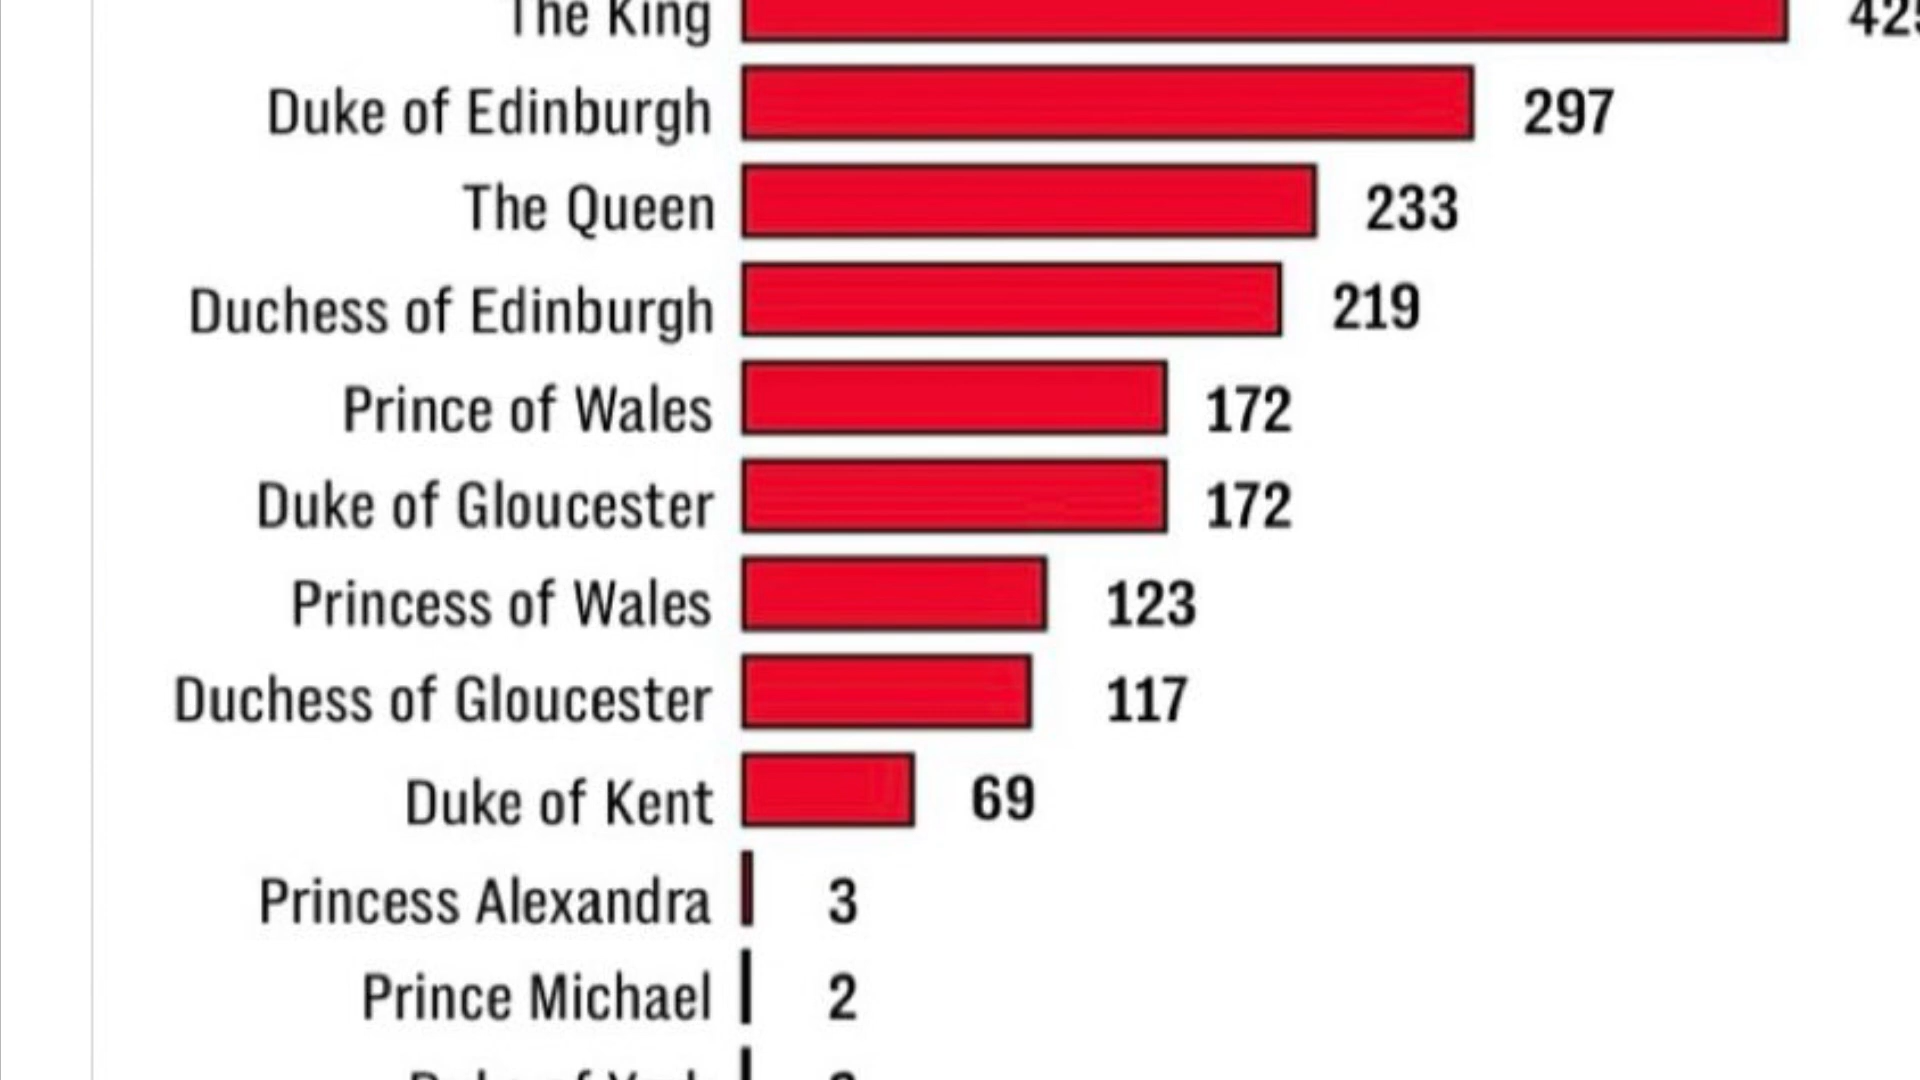 The King
Duke of Edinburgh 297
The Queen 233
Duchess of Edinburgh 219
Prince of Wales 172
Duke of Gloucester 172
Princess of Wales 123
Duchess of Gloucester 117
Duke of Kent 69
Princess Alexandra 3
Prince Michael 2